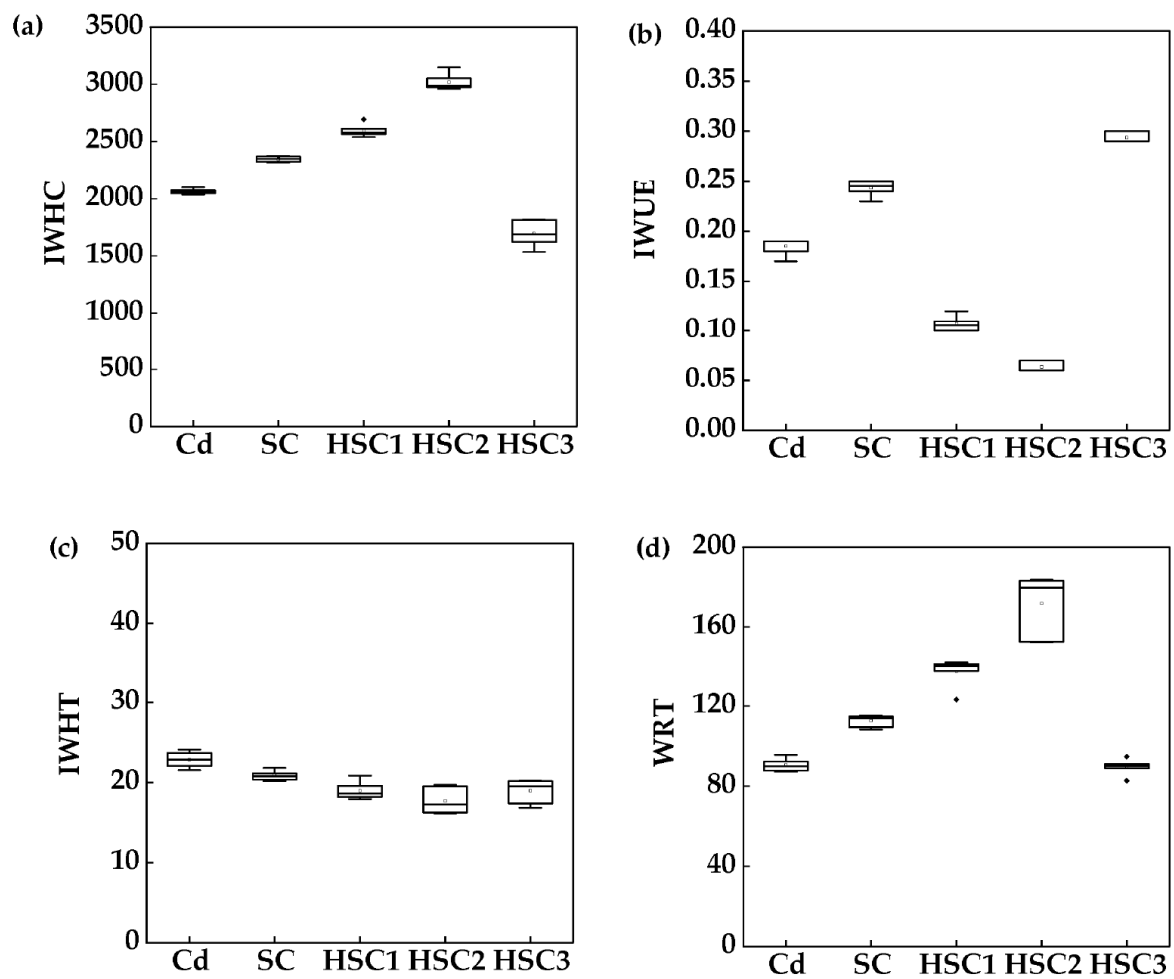 (a)
IWHC
3500
3000
2500
2000
1500
1000
500
0
Cd SC HSC1 HSC2 HSC3
(b)
IWUE
0.40
0.35
0.30
0.25
0.20
0.15
0.10
0.05
0.00
Cd SC HSC1 HSC2 HSC3
(c)
IWHT
50
40
30
20
10
0
Cd SC HSC1 HSC2 HSC3
(d)
WRT
200
160
120
80
40
0
Cd SC HSC1 HSC2 HSC3